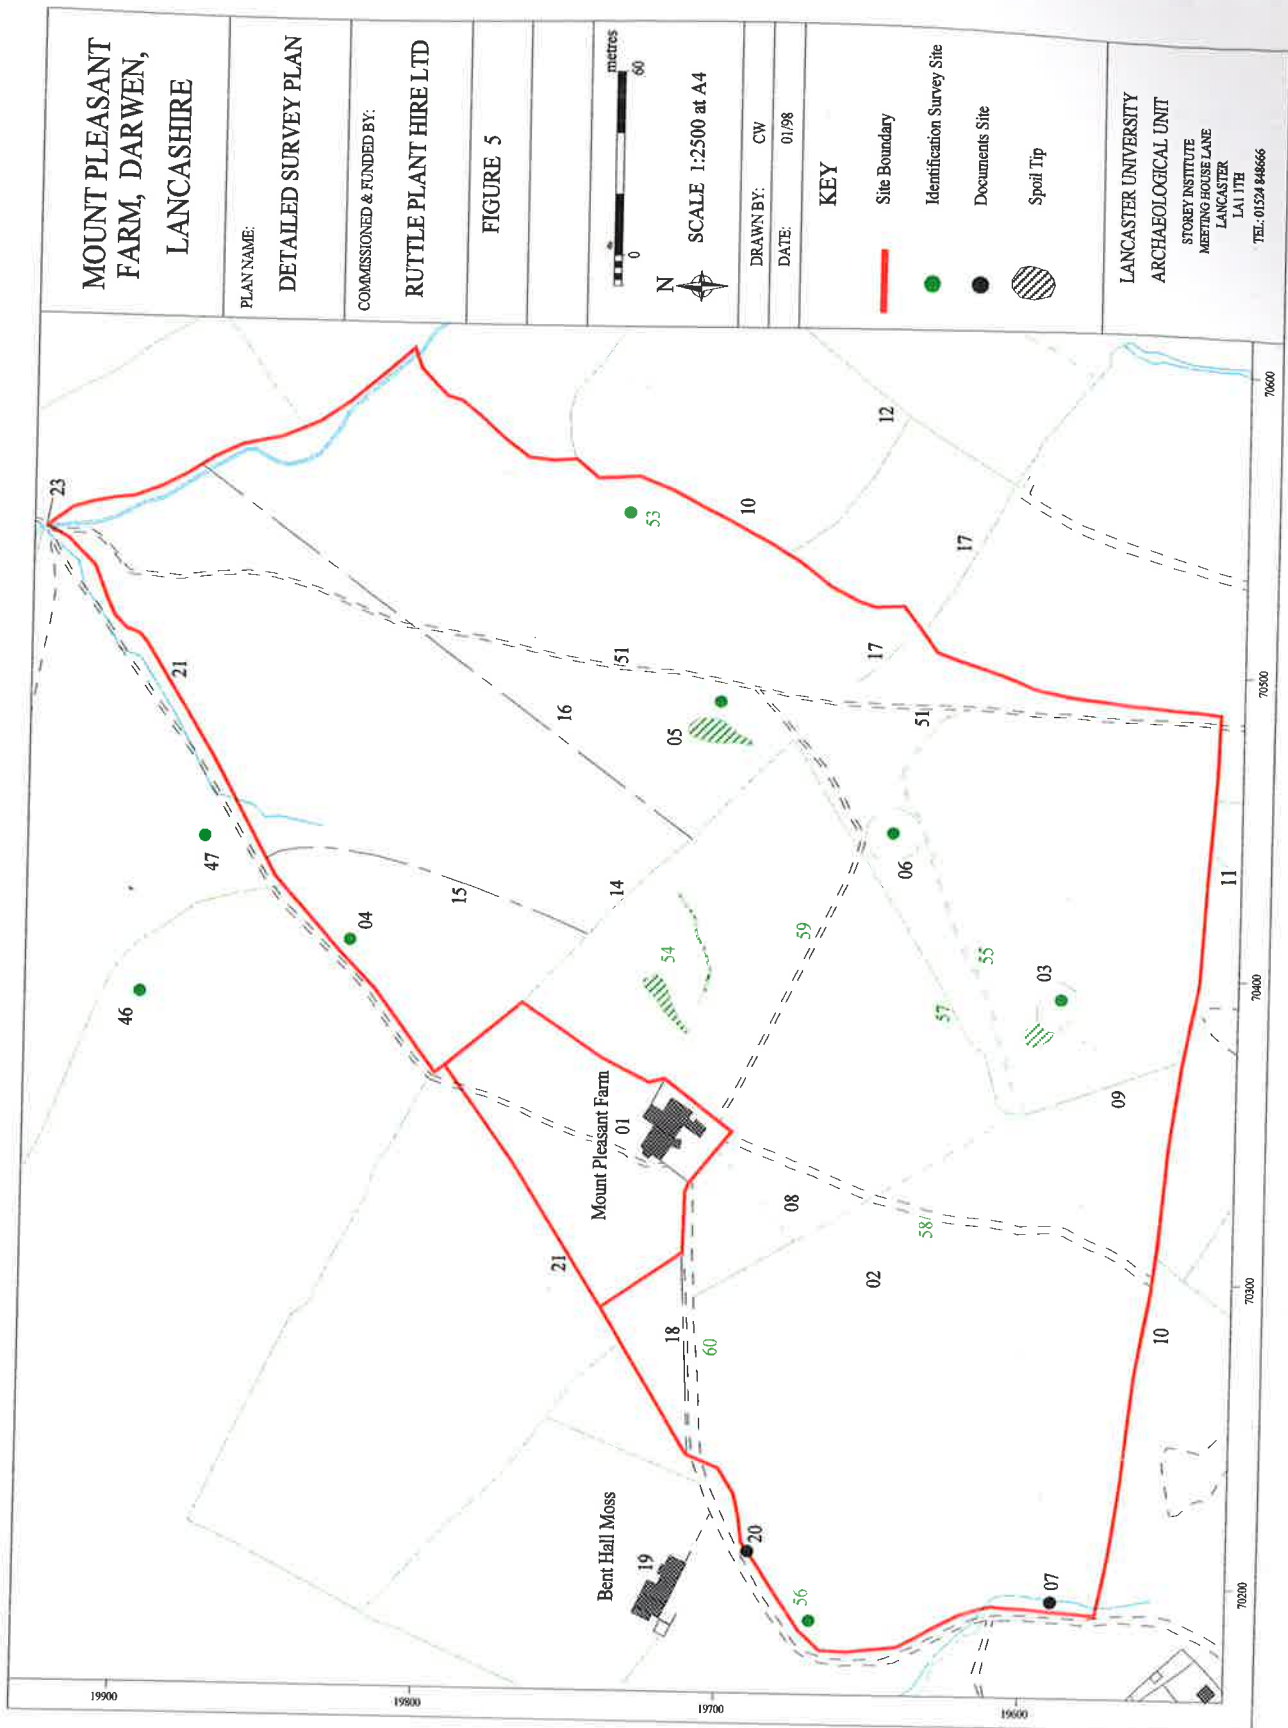 MOUNT PLEASANT
FARM, DARWEN,
LANCASHIRE
PLAN NAME:
DETAILED SURVEY PLAN
COMMISSIONED & FUNDED BY:
RUTTLE PLANT HIRE LTD
FIGURE 5
metres
0
60
N
SCALE 1:2500 at A4
DRAWN BY: CW
DATE: 01/98
KEY
Site Boundary
Identification Survey Site
Documents Site
Spoil Tip
LANCASTER UNIVERSITY
ARCHAEOLOGICAL UNIT
STOREY INSTITUTE
MEETING HOUSE LANE
LANCASTER
LA1 1TH
TEL: 01524 848666
23
21
47
46
04
15
16
51
53
10
12
17
17
05
14
54
59
06
51
55
57
03
11
09
Mount Pleasant Farm
01
21
08
58
02
18
60
10
Bent Hall Moss
19
20
56
07
19900
19800
19700
19600
70200
70300
70400
70500
70600